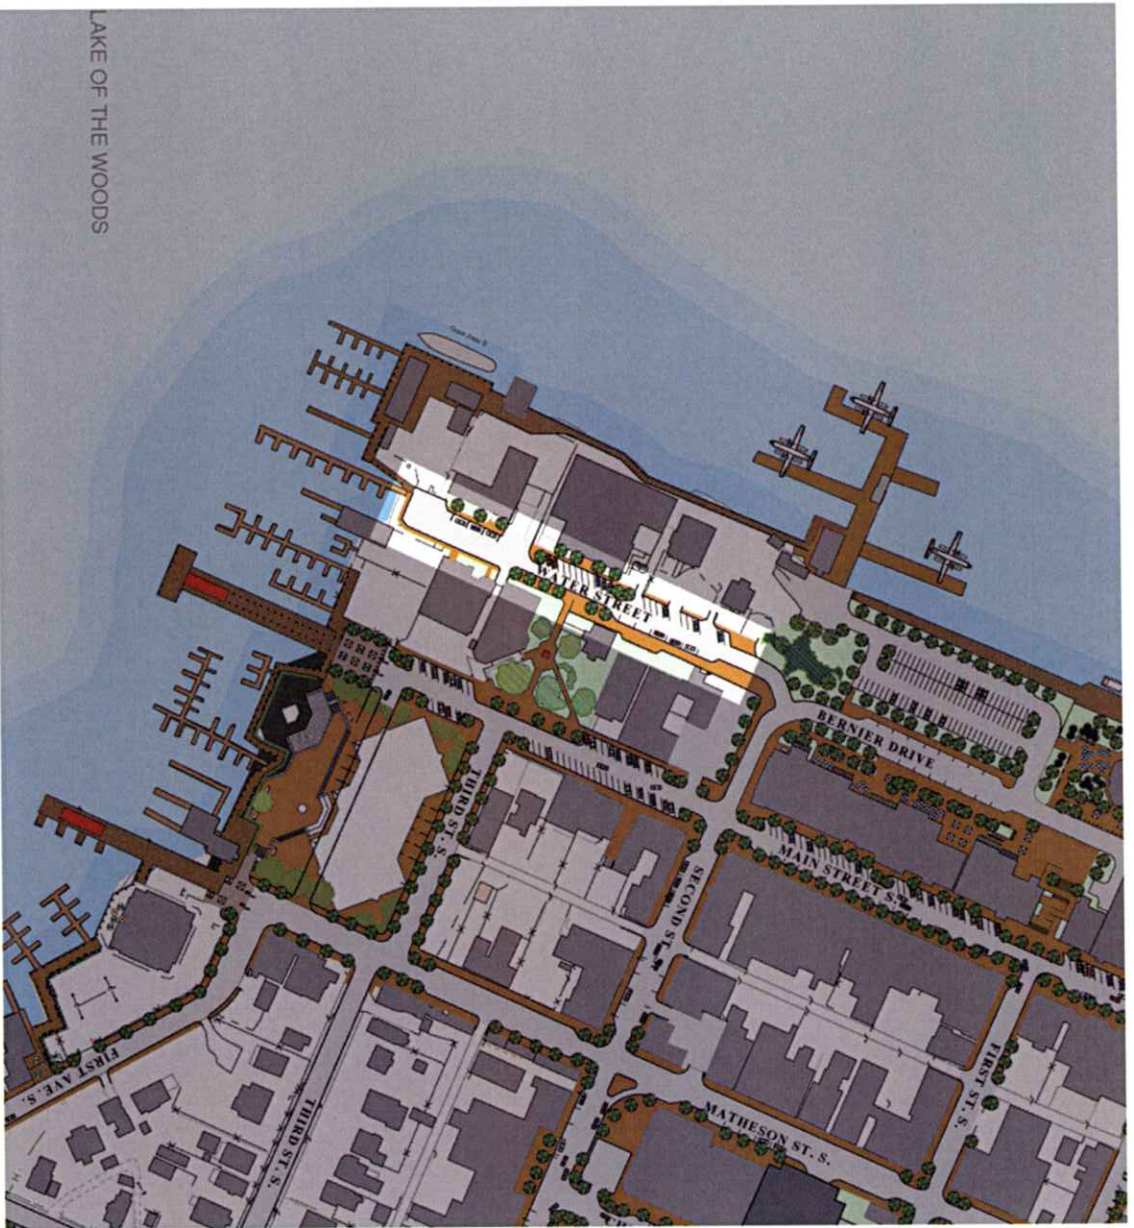 LAKE OF THE WOODS
WATER STREET
BERNIER DRIVE
MAIN STREET S.
THIRD ST. S.
SECOND ST. S.
FIRST ST. S.
MATHESON ST. S.
FIRST AVE. S.
THIRD ST. S.